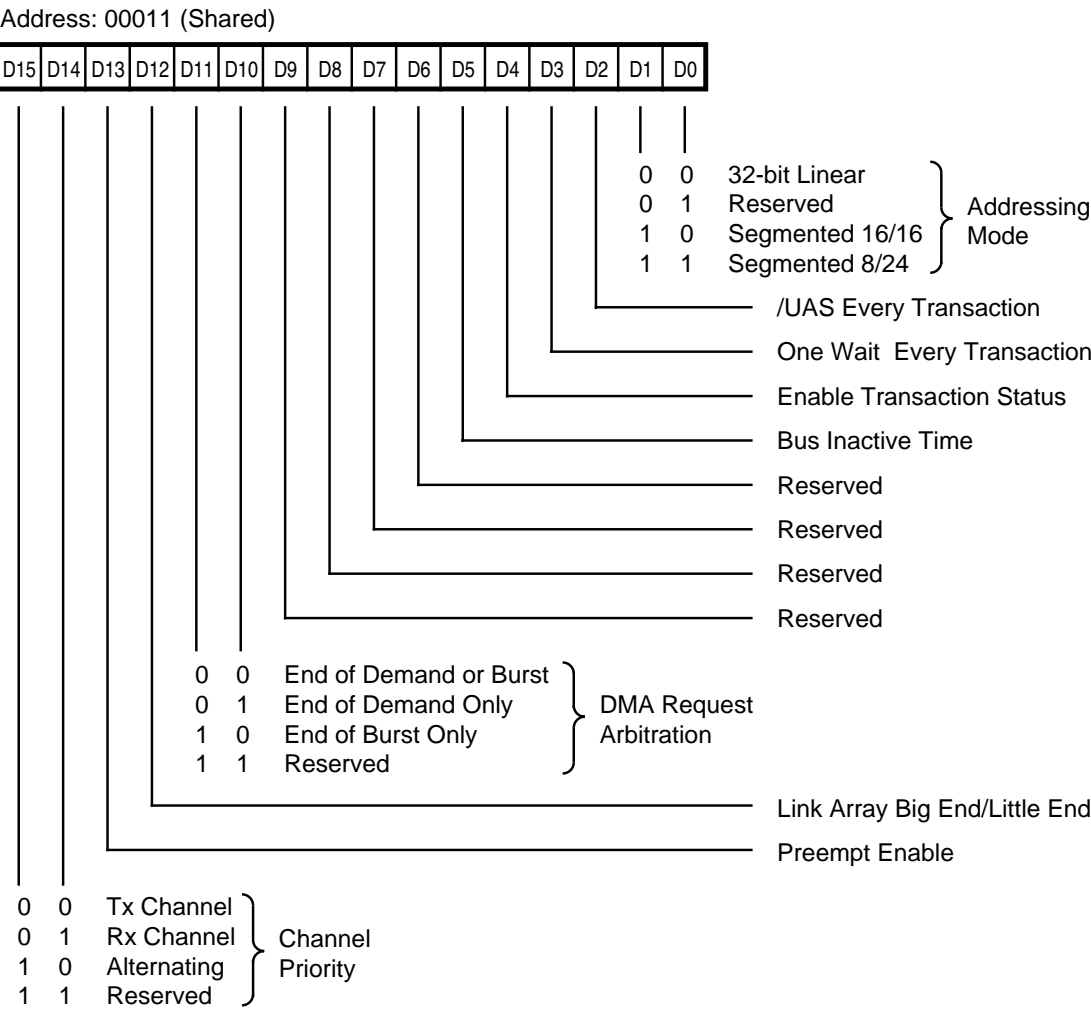 Address: 00011 (Shared)
D15 D14 D13 D12 D11 D10 D9 D8 D7 D6 D5 D4 D3 D2 D1 D0
0 0 32-bit Linear
0 1 Reserved
1 0 Segmented 16/16
1 1 Segmented 8/24
Addressing
Mode
/UAS Every Transaction
One Wait Every Transaction
Enable Transaction Status
Bus Inactive Time
Reserved
Reserved
Reserved
Reserved
0 0 End of Demand or Burst
0 1 End of Demand Only
1 0 End of Burst Only
1 1 Reserved
DMA Request
Arbitration
Link Array Big End/Little End
Preempt Enable
0 0 Tx Channel
0 1 Rx Channel
1 0 Alternating
1 1 Reserved
Channel
Priority